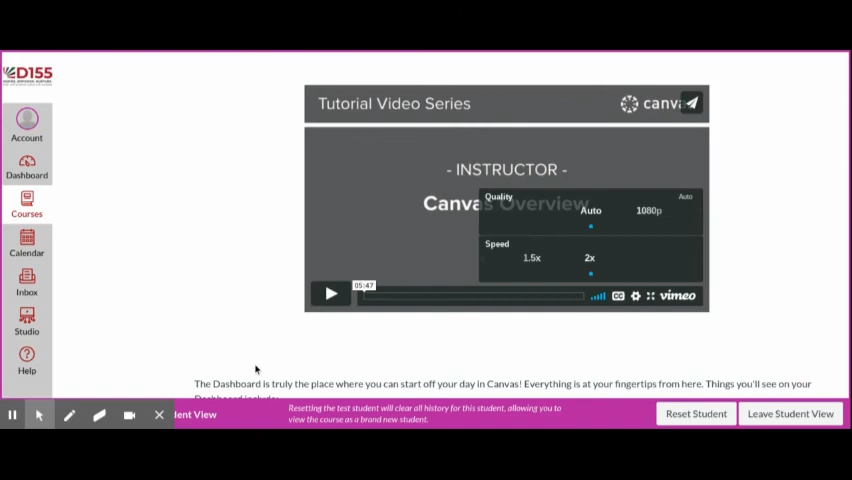 D155
Account
Dashboard
Courses
Calendar
Inbox
Studio
Help
Tutorial Video Series
canva
- INSTRUCTOR -
Canvas Overview
Quality
Auto
Auto
1080p
Speed
1.5x
2x
05:47
CC
vimeo
The Dashboard is truly the place where you can start off your day in Canvas! Everything is at your fingertips from here. Things you'll see on your
Dashboard include:
dent View
Resetting the test student will clear all history for this student, allowing you to
view the course as a brand new student.
Reset Student
Leave Student View